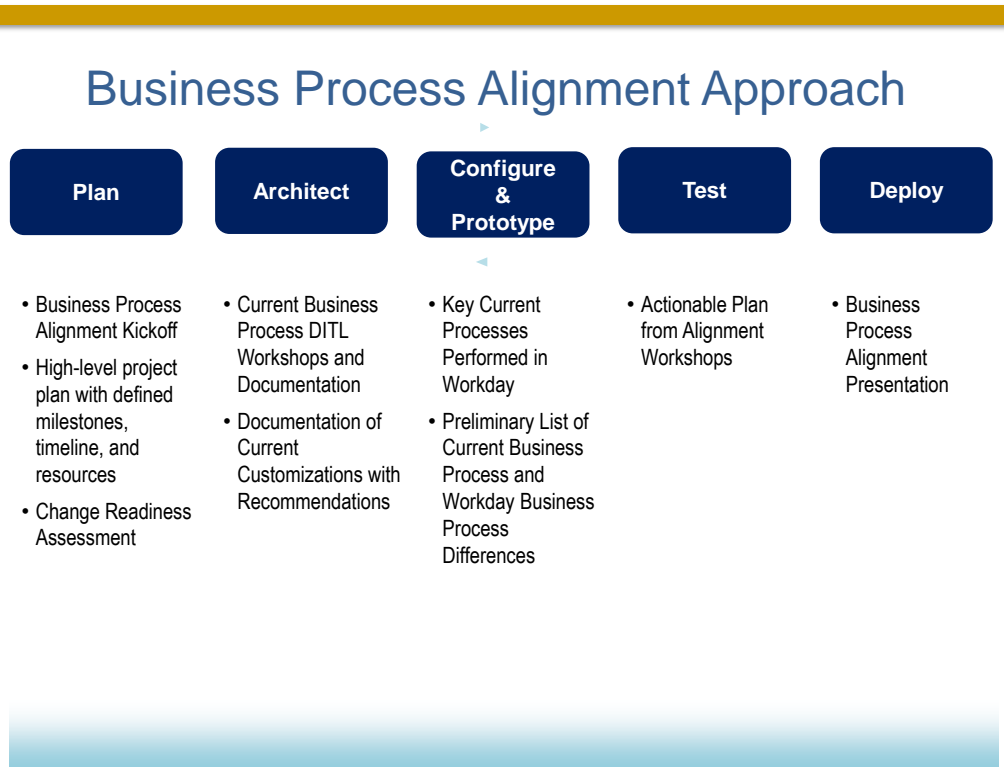 Business Process Alignment Approach
Plan
Architect
Configure
&
Prototype
Test
Deploy
• Business Process
Alignment Kickoff
• High-level project
plan with defined
milestones,
timeline, and
resources
• Change Readiness
Assessment
• Current Business
Process DITL
Workshops and
Documentation
• Documentation of
Current
Customizations with
Recommendations
• Key Current
Processes
Performed in
Workday
• Preliminary List of
Current Business
Process and
Workday Business
Process
Differences
• Actionable Plan
from Alignment
Workshops
• Business
Process
Alignment
Presentation